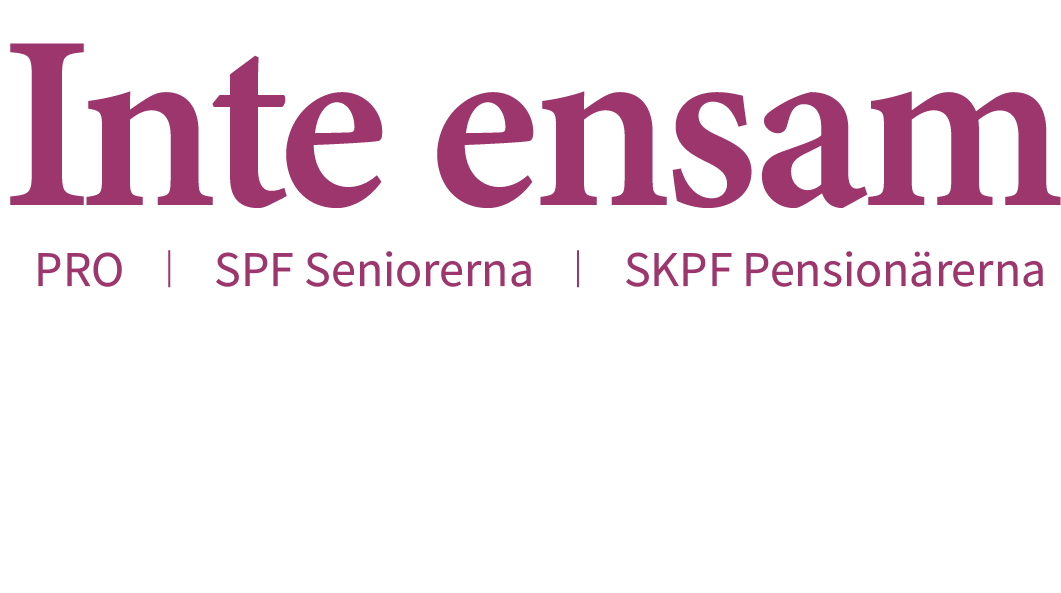 Inte ensam
PRO | SPF Seniorerna | SKPF Pensionärerna